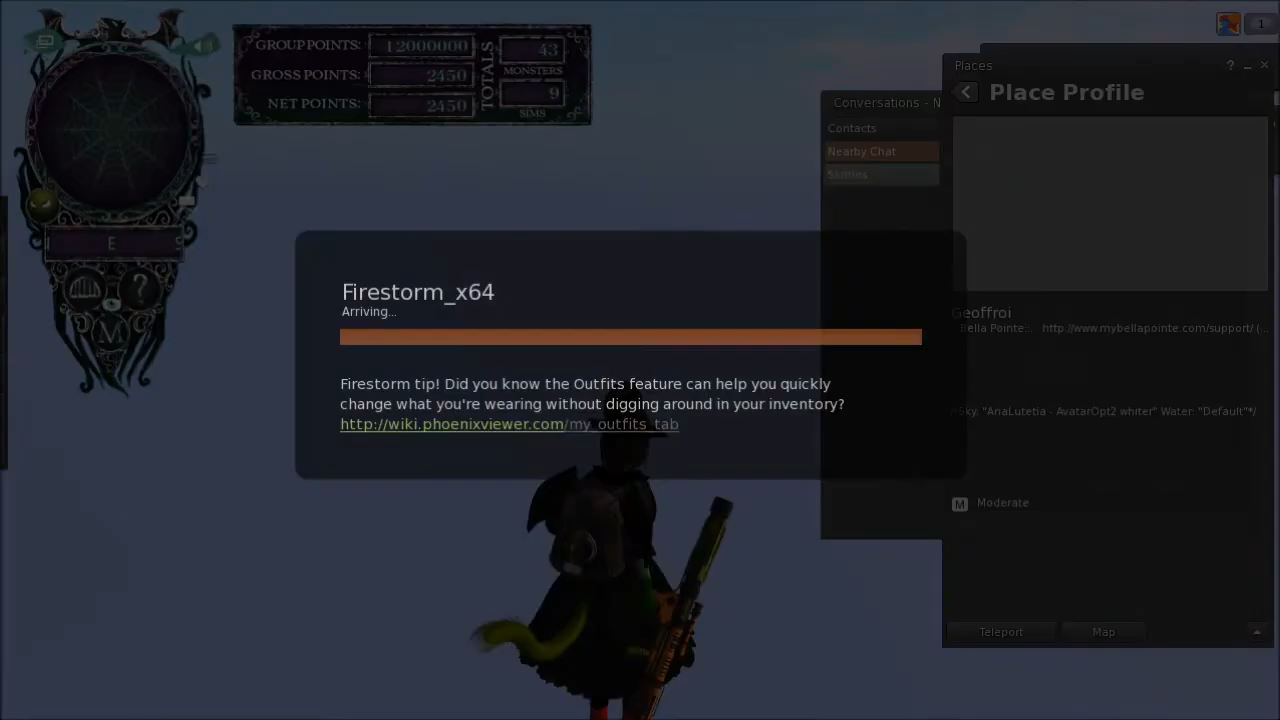 GROUP POINTS: 12000000
GROSS POINTS: 2450
NET POINTS: 2450
TOTALS
43
MONSTERS
9
SIMS
1
E
?
M
Conversations - N
Contacts
Nearby Chat
Places
? _ ×
Place Profile
Firestorm_x64
Arriving...
Firestorm tip! Did you know the Outfits feature can help you quickly
change what you're wearing without digging around in your inventory?
http://wiki.phoenixviewer.com/my_outfits_tab
Geoffroi
Bella Pointe:. http://www.mybellapointe.com/support/ (...
Sky: "AnaLutetia - AvatarOpt2 whiter" Water: "Default"*/
M Moderate
Teleport
Map